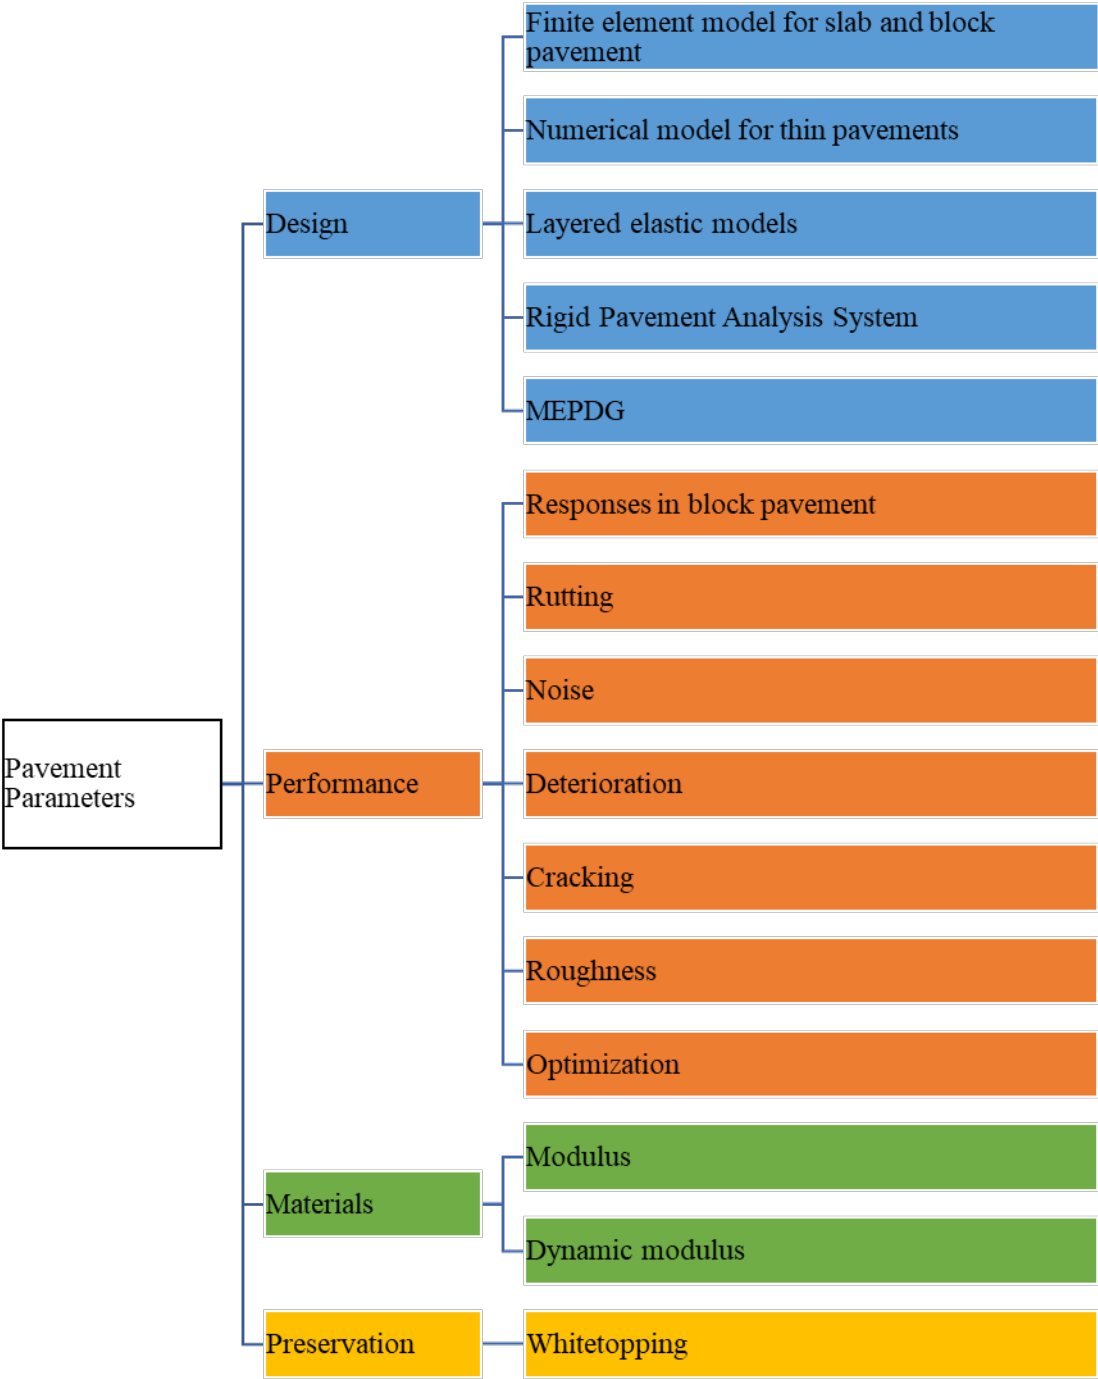 Finite element model for slab and block
pavement
Numerical model for thin pavements
Design
Layered elastic models
Rigid Pavement Analysis System
MEPDG
Responses in block pavement
Rutting
Noise
Pavement
Parameters
Performance
Deterioration
Cracking
Roughness
Optimization
Modulus
Materials
Dynamic modulus
Preservation
Whitetopping